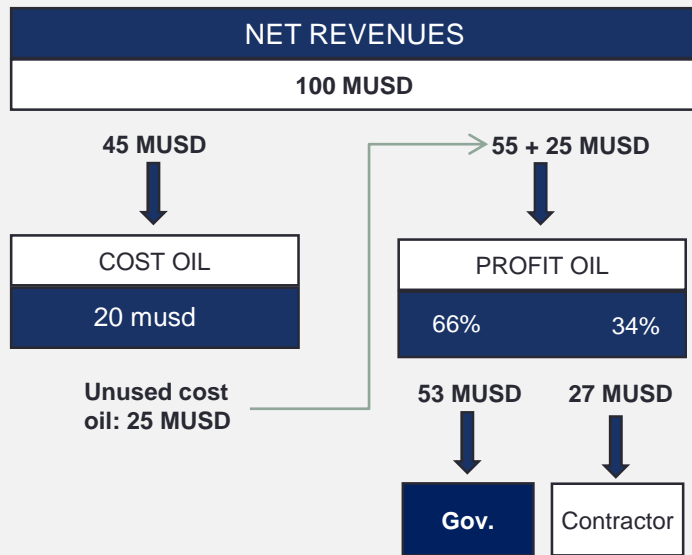 NET REVENUES
100 MUSD
45 MUSD
55 + 25 MUSD
COST OIL
PROFIT OIL
20 musd
66%
34%
Unused cost
oil: 25 MUSD
53 MUSD
27 MUSD
Gov.
Contractor